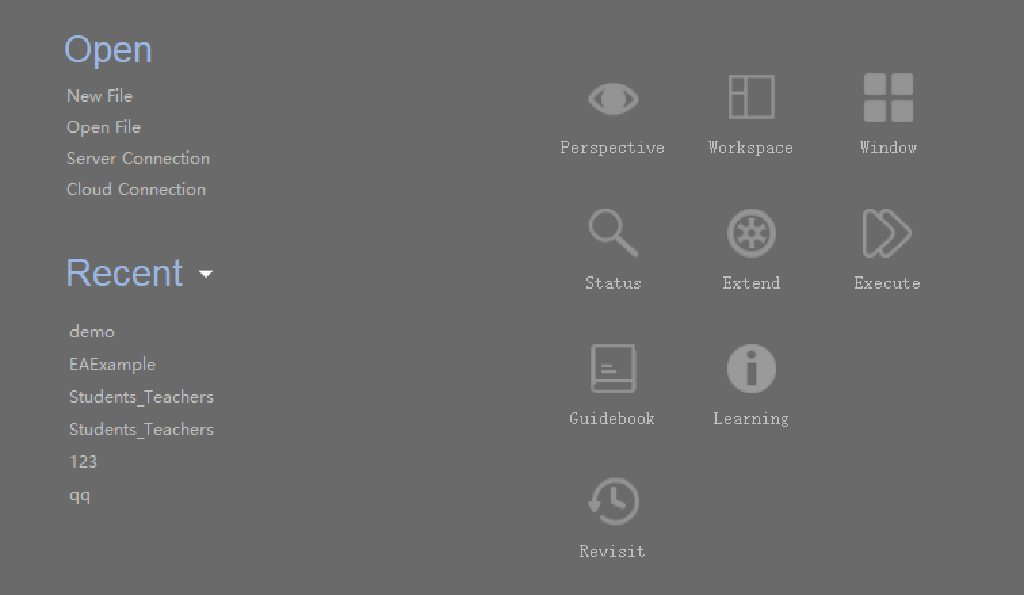 Open
New File
Open File
Server Connection
Cloud Connection
Recent
demo
EAExample
Students_Teachers
Students_Teachers
123
qq
Perspective
Workspace
Window
Status
Extend
Execute
Guidebook
Learning
Revisit